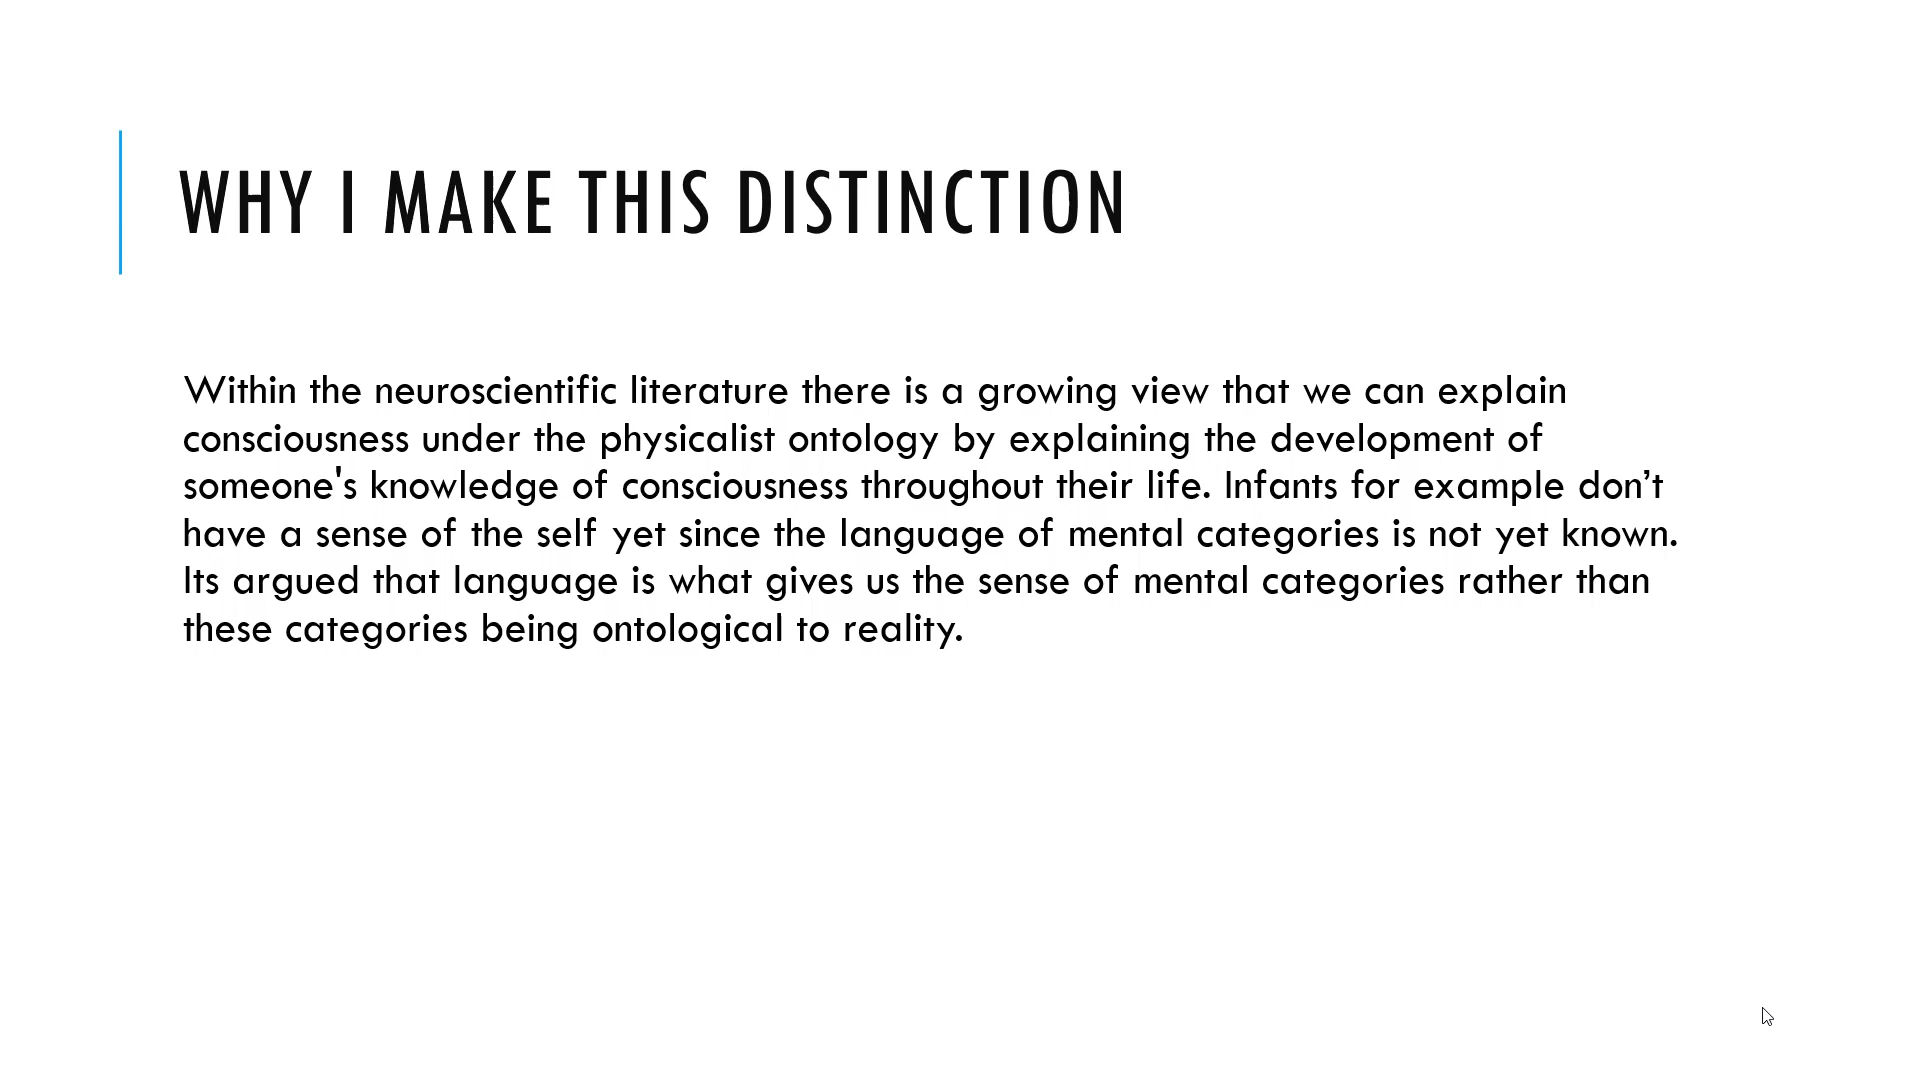 WHY I MAKE THIS DISTINCTION
Within the neuroscientific literature there is a growing view that we can explain
consciousness under the physicalist ontology by explaining the development of
someone's knowledge of consciousness throughout their life. Infants for example don’t
have a sense of the self yet since the language of mental categories is not yet known.
Its argued that language is what gives us the sense of mental categories rather than
these categories being ontological to reality.